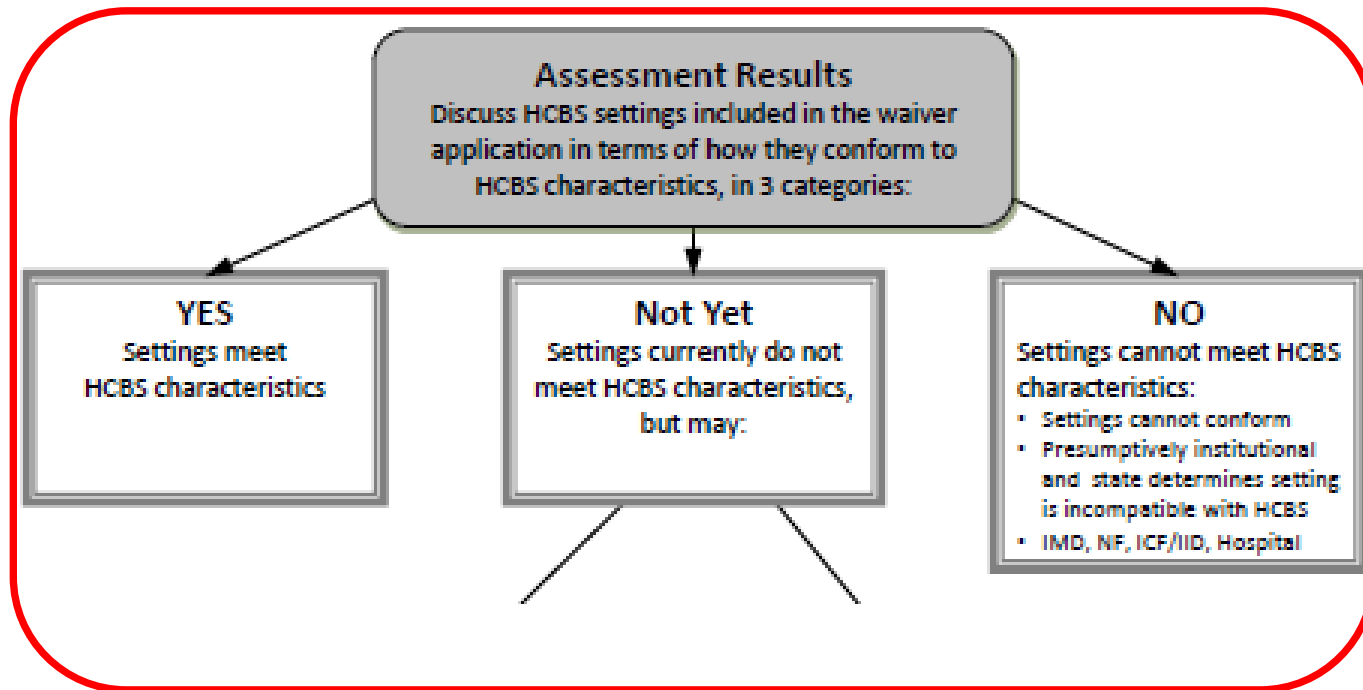 Assessment Results
Discuss HCBS settings included in the waiver
application in terms of how they conform to
HCBS characteristics, in 3 categories:
YES
Settings meet
HCBS characteristics
Not Yet
Settings currently do not
meet HCBS characteristics,
but may:
NO
Settings cannot meet HCBS
characteristics:
• Settings cannot conform
• Presumptively institutional
and state determines setting
is incompatible with HCBS
• IMD, NF, ICF/IID, Hospital